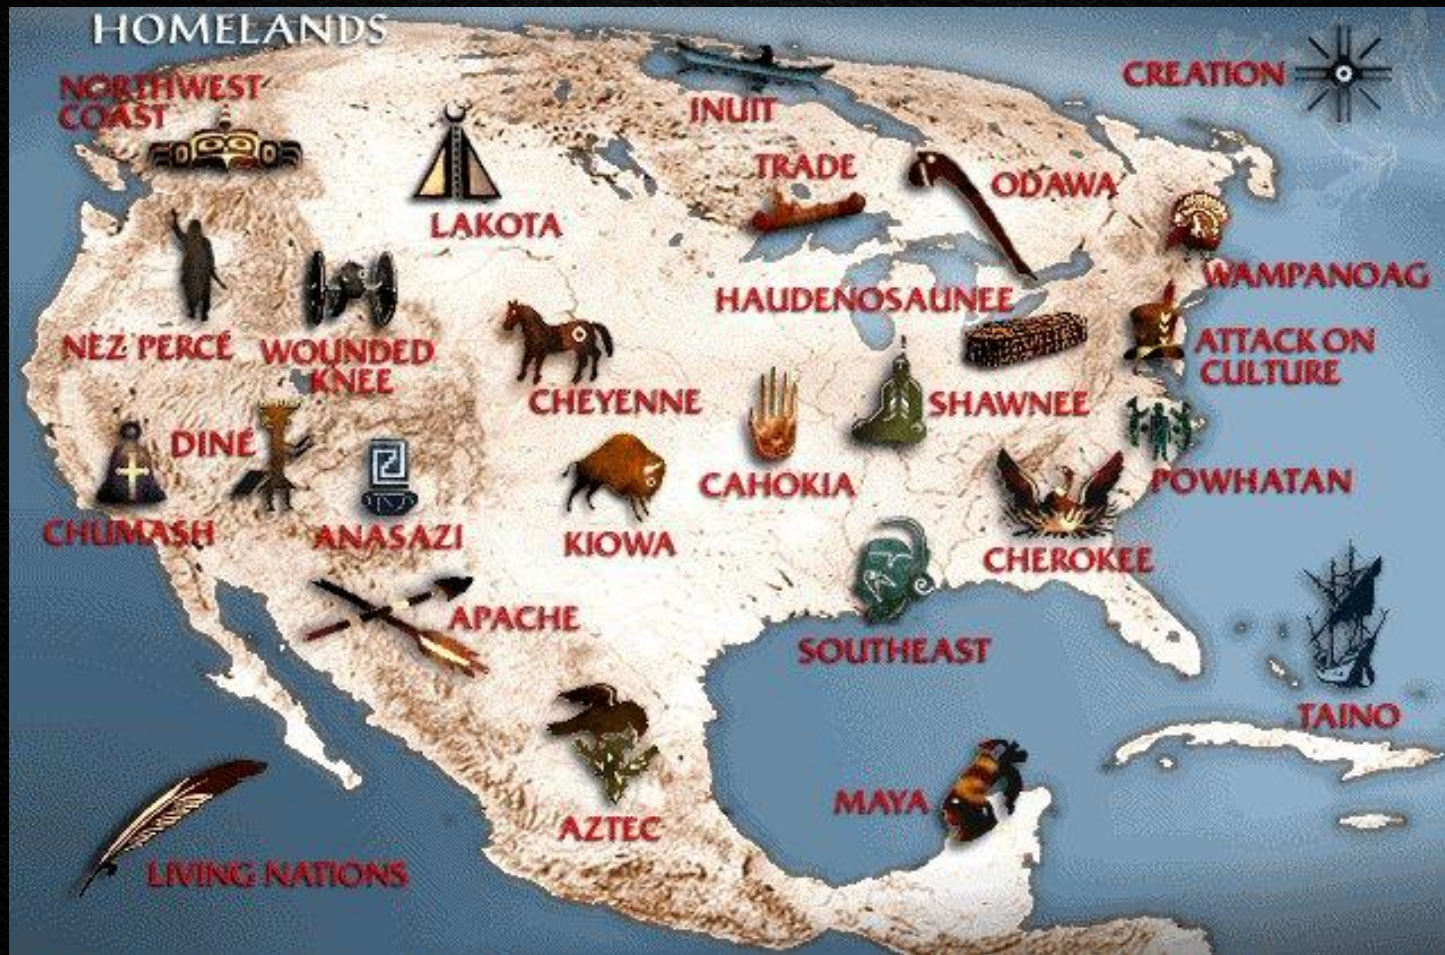 HOMELANDS
NORTHWEST
COAST
INUIT
CREATION
TRADE
ODAWA
LAKOTA
WAMPANOAG
HAUDENOSAUNEE
NEZ PERCÉ
WOUNDED
KNEE
ATTACK ON
CULTURE
CHEYENNE
SHAWNEE
DINÉ
CAHOKIA
POWHATAN
CHUMASH
ANASAZI
KIOWA
CHEROKEE
APACHE
SOUTHEAST
TAINO
MAYA
AZTEC
LIVING NATIONS